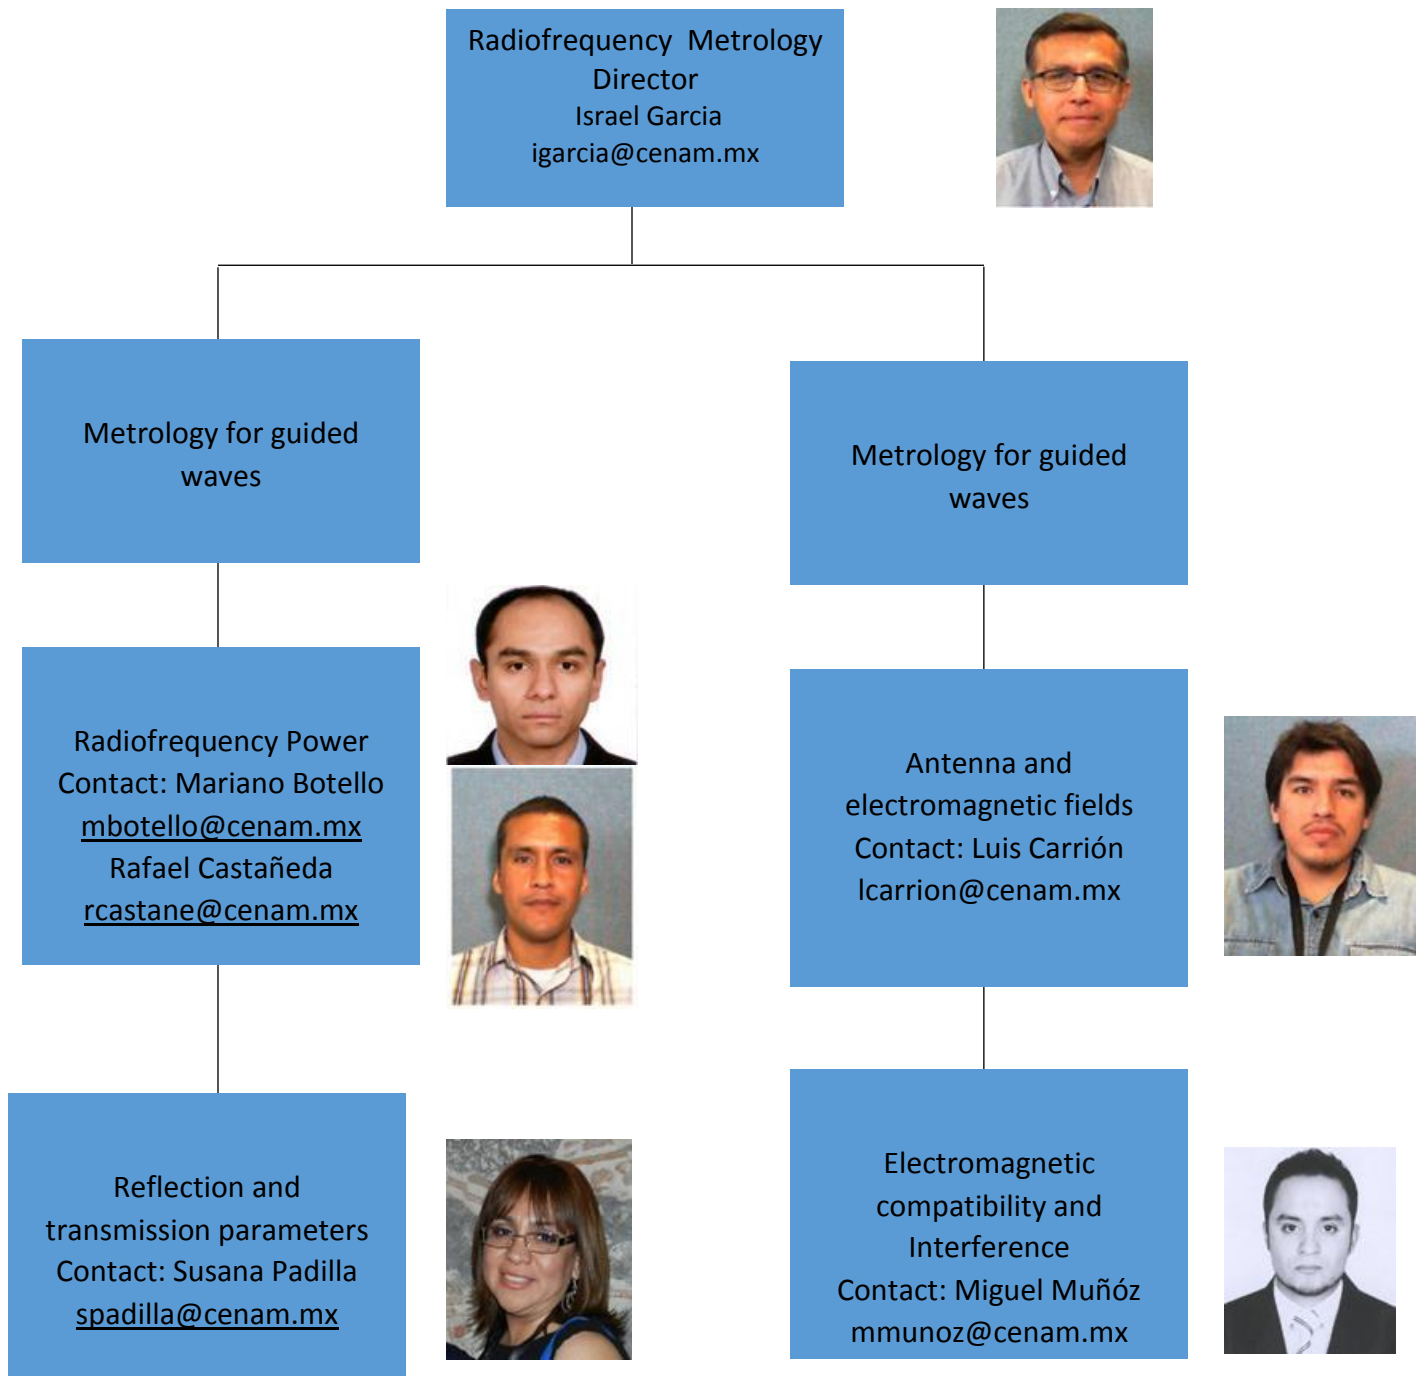 Radiofrequency Metrology
Director
Israel Garcia
igarcia@cenam.mx
Metrology for guided
waves
Metrology for guided
waves
Radiofrequency Power
Contact: Mariano Botello
mbotello@cenam.mx
Rafael Castañeda
rcastane@cenam.mx
Antenna and
electromagnetic fields
Contact: Luis Carrión
lcarrion@cenam.mx
Reflection and
transmission parameters
Contact: Susana Padilla
spadilla@cenam.mx
Electromagnetic
compatibility and
Interference
Contact: Miguel Muñóz
mmunoz@cenam.mx